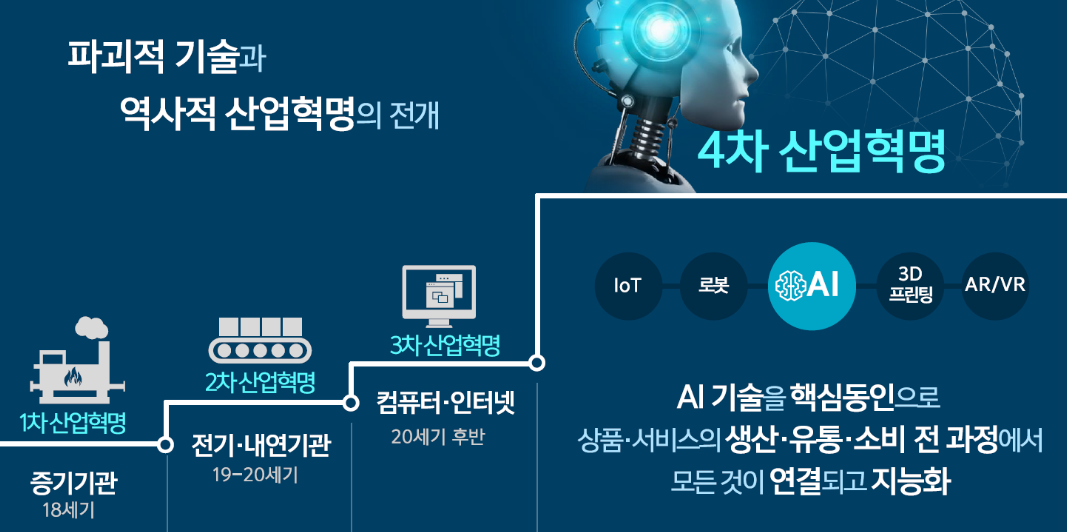 파괴적 기술과
역사적 산업혁명의 전개
4차 산업혁명
IoT
로봇
AI
3D
프린팅
AR/VR
3차 산업혁명
2차 산업혁명
1차 산업혁명
컴퓨터·인터넷
20세기 후반
전기·내연기관
19-20세기
증기기관
18세기
AI 기술을 핵심동인으로
상품·서비스의 생산·유통·소비 전 과정에서
모든 것이 연결되고 지능화